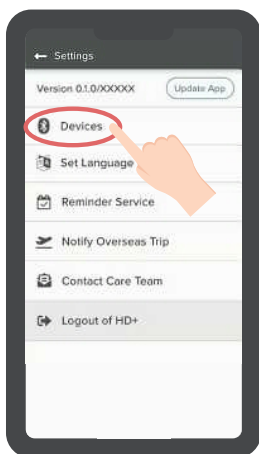 Settings
Version 0.1.0/XXXXX Update App
Devices
Set Language
Reminder Service
Notify Overseas Trip
Contact Care Team
Logout of HD+